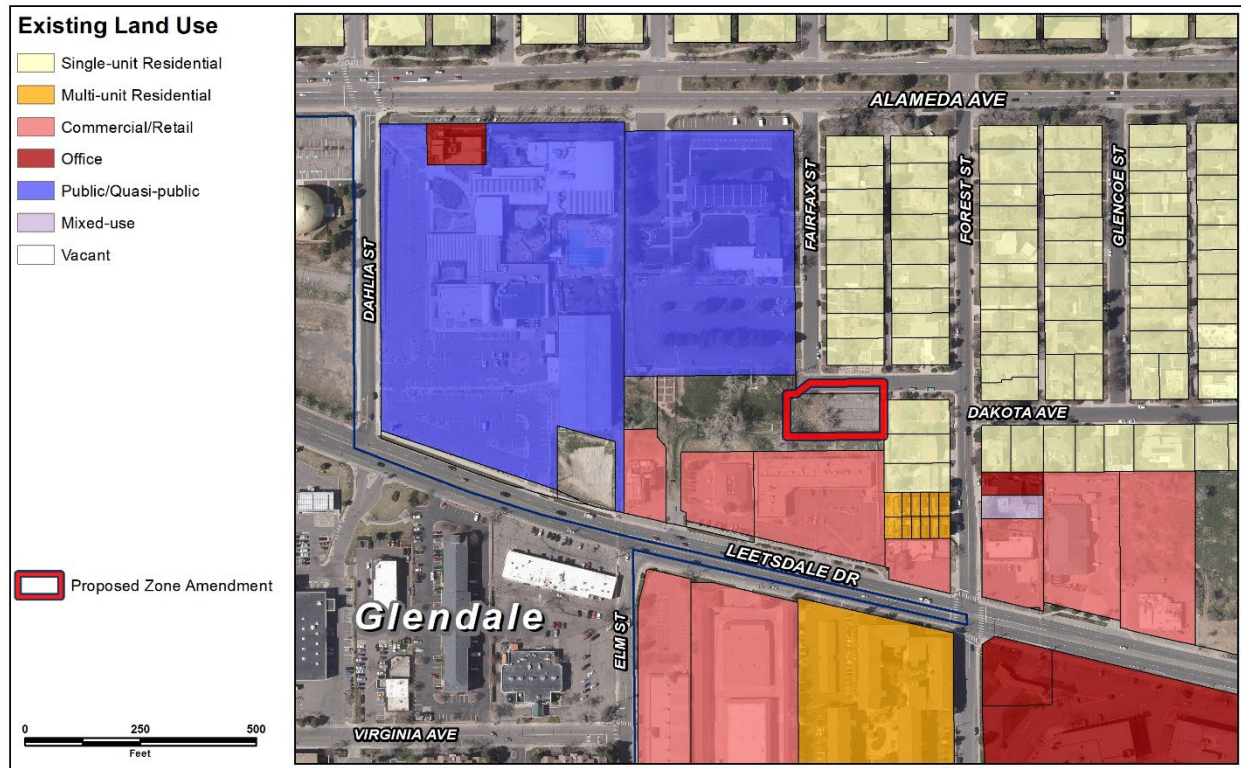 Existing Land Use
Single-unit Residential
Multi-unit Residential
Commercial/Retail
Office
Public/Quasi-public
Mixed-use
Vacant
Proposed Zone Amendment
0 250 500
Feet
ALAMEDA AVE
DAHLIA ST
FAIRFAX ST
FOREST ST
GLENCOE ST
DAKOTA AVE
LEETSDALE DR
Glendale
ELM ST
VIRGINIA AVE